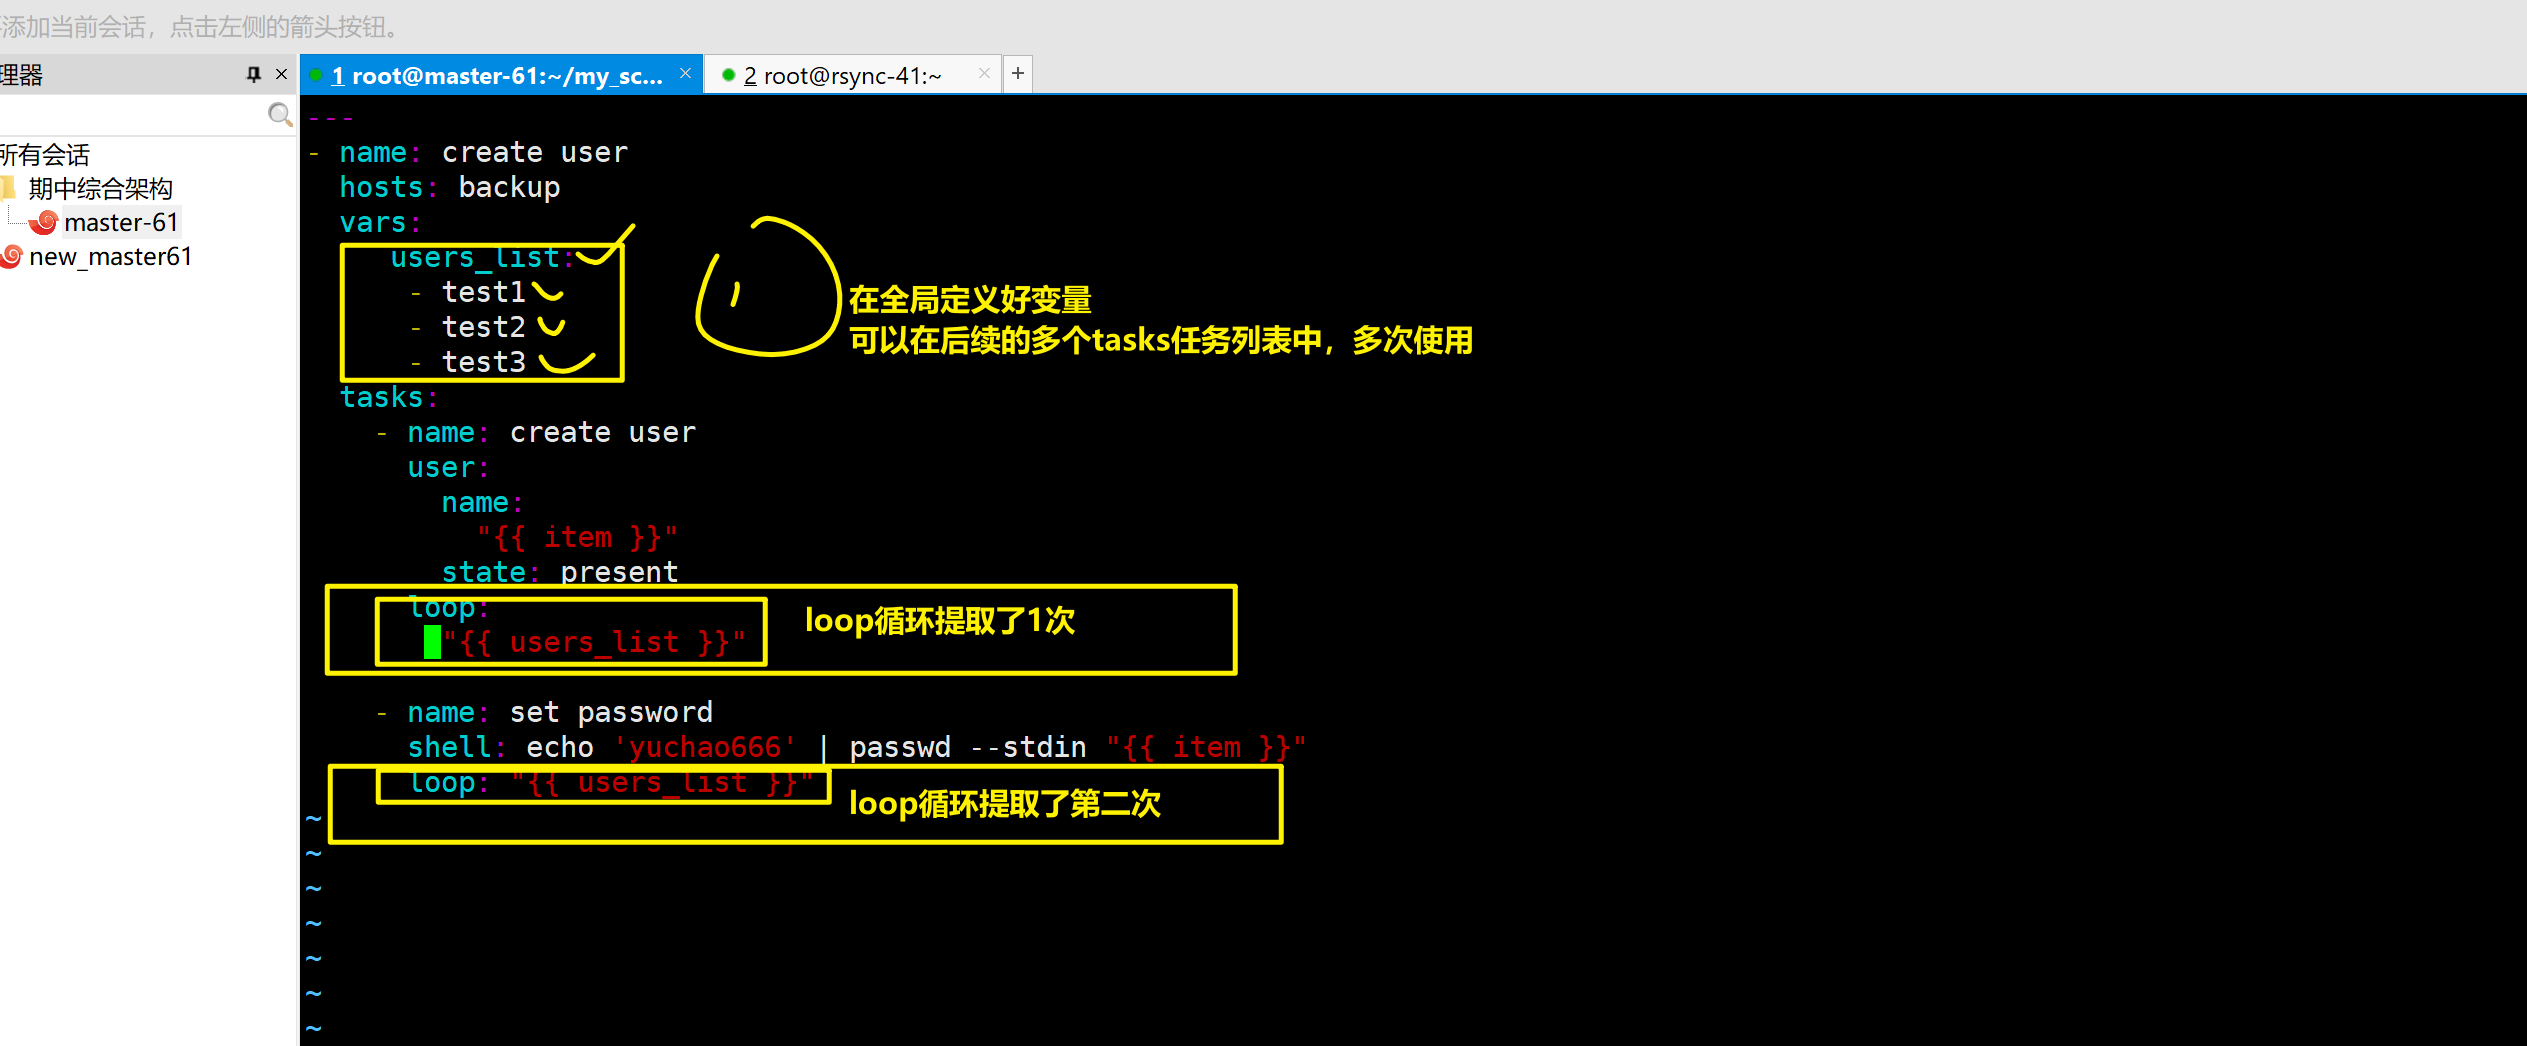 添加当前会话，点击左侧的箭头按钮。
理器
1 root@master-61:~/my_sc...
2 root@rsync-41:~
+
所有会话
期中综合架构
master-61
new_master61
---
- name: create user
  hosts: backup
  vars:
    users_list:
      - test1
      - test2
      - test3
在全局定义好变量
可以在后续的多个tasks任务列表中，多次使用
  tasks:
    - name: create user
      user:
        name:
          "{{ item }}"
        state: present
      loop:
        "{{ users_list }}"
loop循环提取了1次
    - name: set password
      shell: echo 'yuchao666' | passwd --stdin "{{ item }}"
      loop: "{{ users_list }}"
loop循环提取了第二次
~
~
~
~
~
~
~